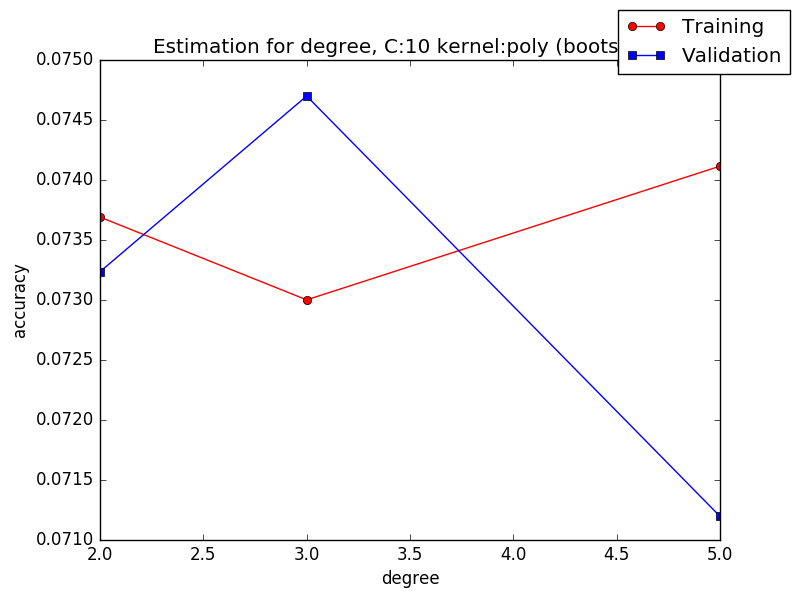 Estimation for degree, C:10 kernel:poly (boots
Training
Validation
0.0750
0.0745
0.0740
0.0735
0.0730
0.0725
0.0720
0.0715
0.0710
accuracy
2.0 2.5 3.0 3.5 4.0 4.5 5.0
degree